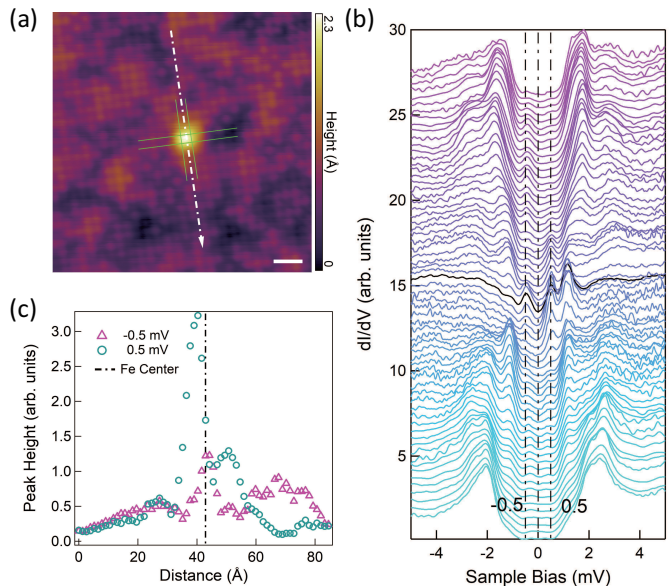 (a)
2.3
Height (Å)
0
(b)
30
25
20
15
10
5
dI/dV (arb. units)
-0.5
0.5
-4
-2
0
2
4
Sample Bias (mV)
(c)
3.0
2.5
2.0
1.5
1.0
0.5
0.0
Peak Height (arb. units)
-0.5 mV
0.5 mV
Fe Center
0
20
40
60
80
Distance (Å)